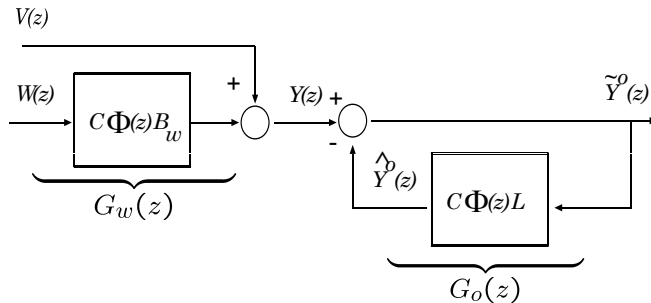 V(z)
W(z)
CΦ(z)B_w
+
Y(z)
+
-
Ỹ^o(z)
Ŷ^o(z)
CΦ(z)L
G_w(z)
G_o(z)